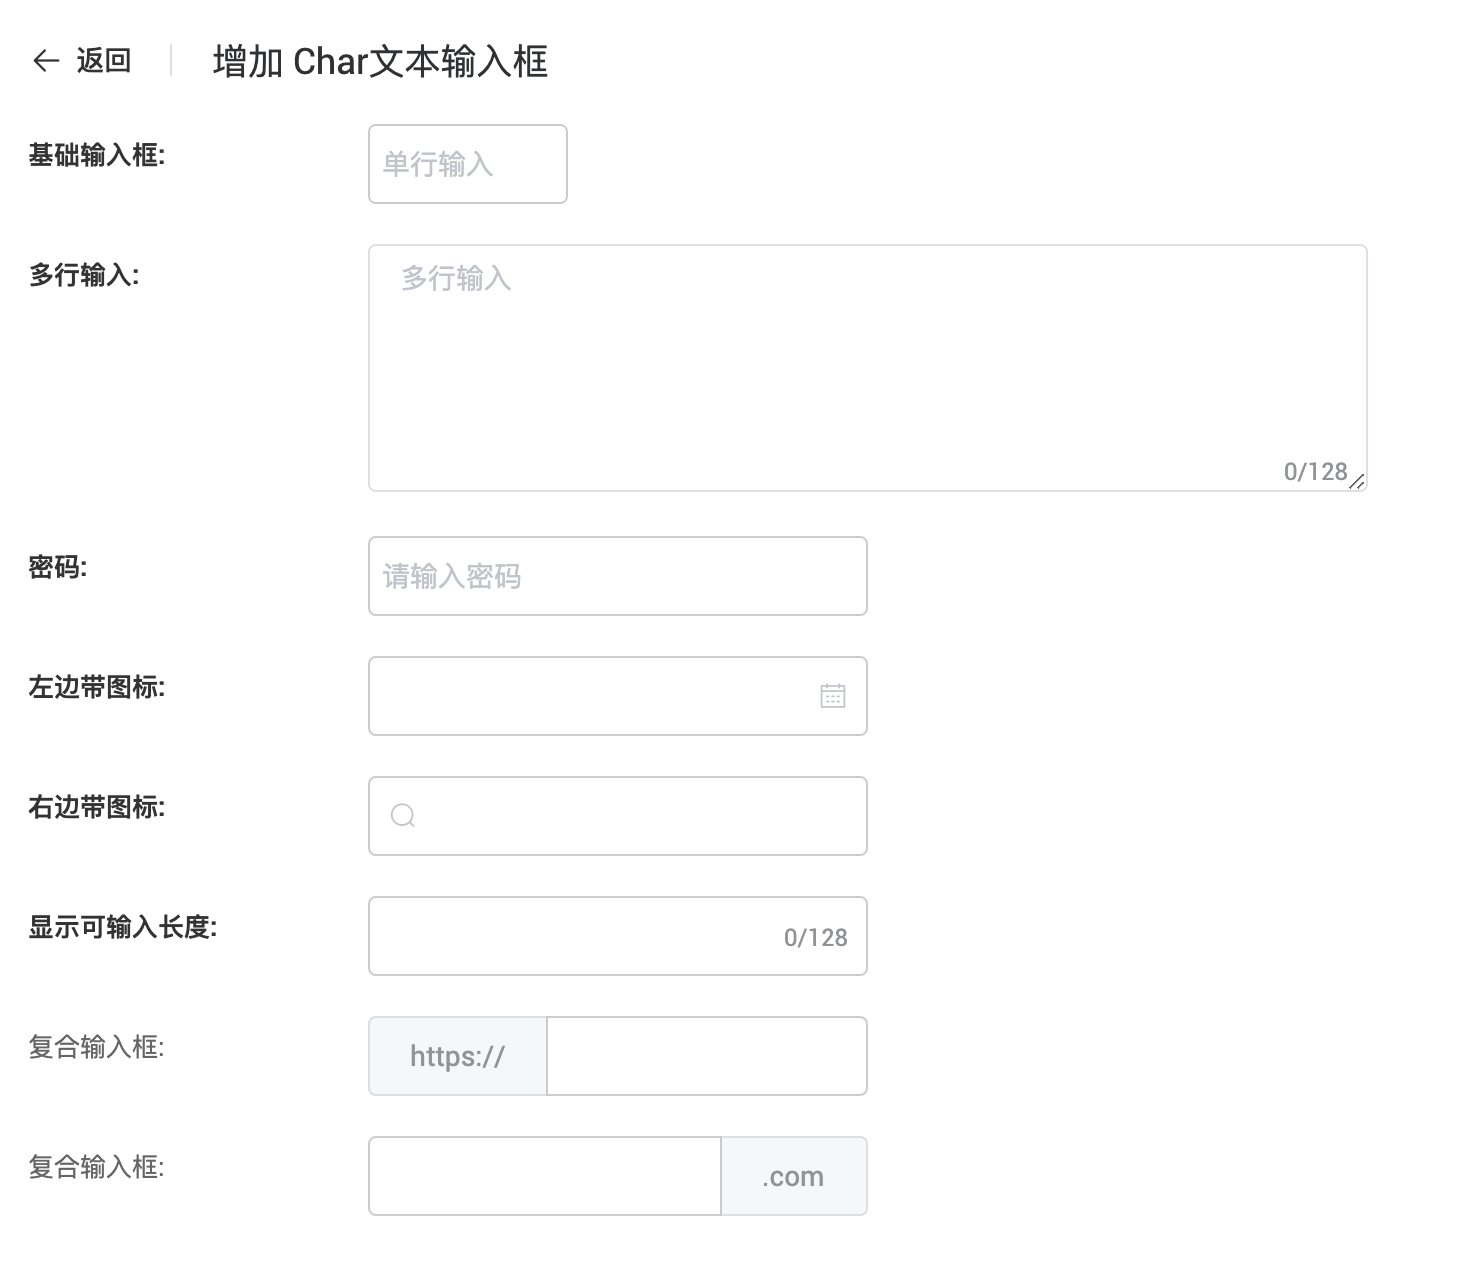 返回
增加 Char文本输入框
基础输入框:
单行输入
多行输入:
多行输入
0/128
密码:
请输入密码
左边带图标:
右边带图标:
显示可输入长度:
0/128
复合输入框:
https://
复合输入框:
.com